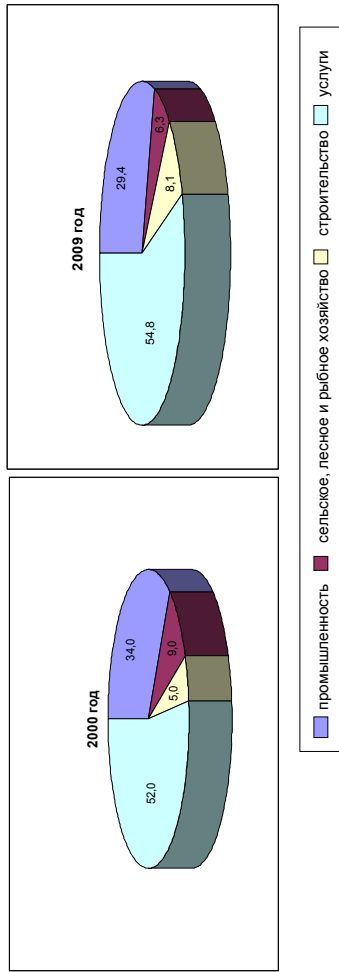 2000 год
34,0
9,0
5,0
52,0
2009 год
29,4
6,3
8,1
54,8
промышленность сельское, лесное и рыбное хозяйство строительство услуги